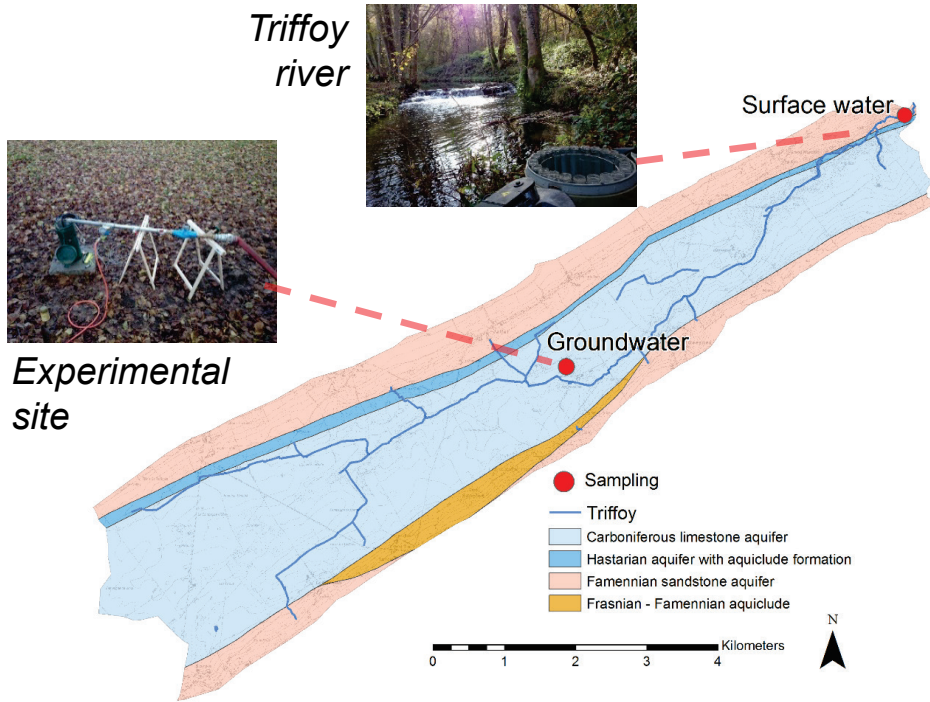 Triffoy
river
Surface water
Experimental
site
Groundwater
Sampling
Triffoy
Carboniferous limestone aquifer
Hastarian aquifer with aquiclude formation
Famennian sandstone aquifer
Frasnian - Famennian aquiclude
N
Kilometers
0 1 2 3 4